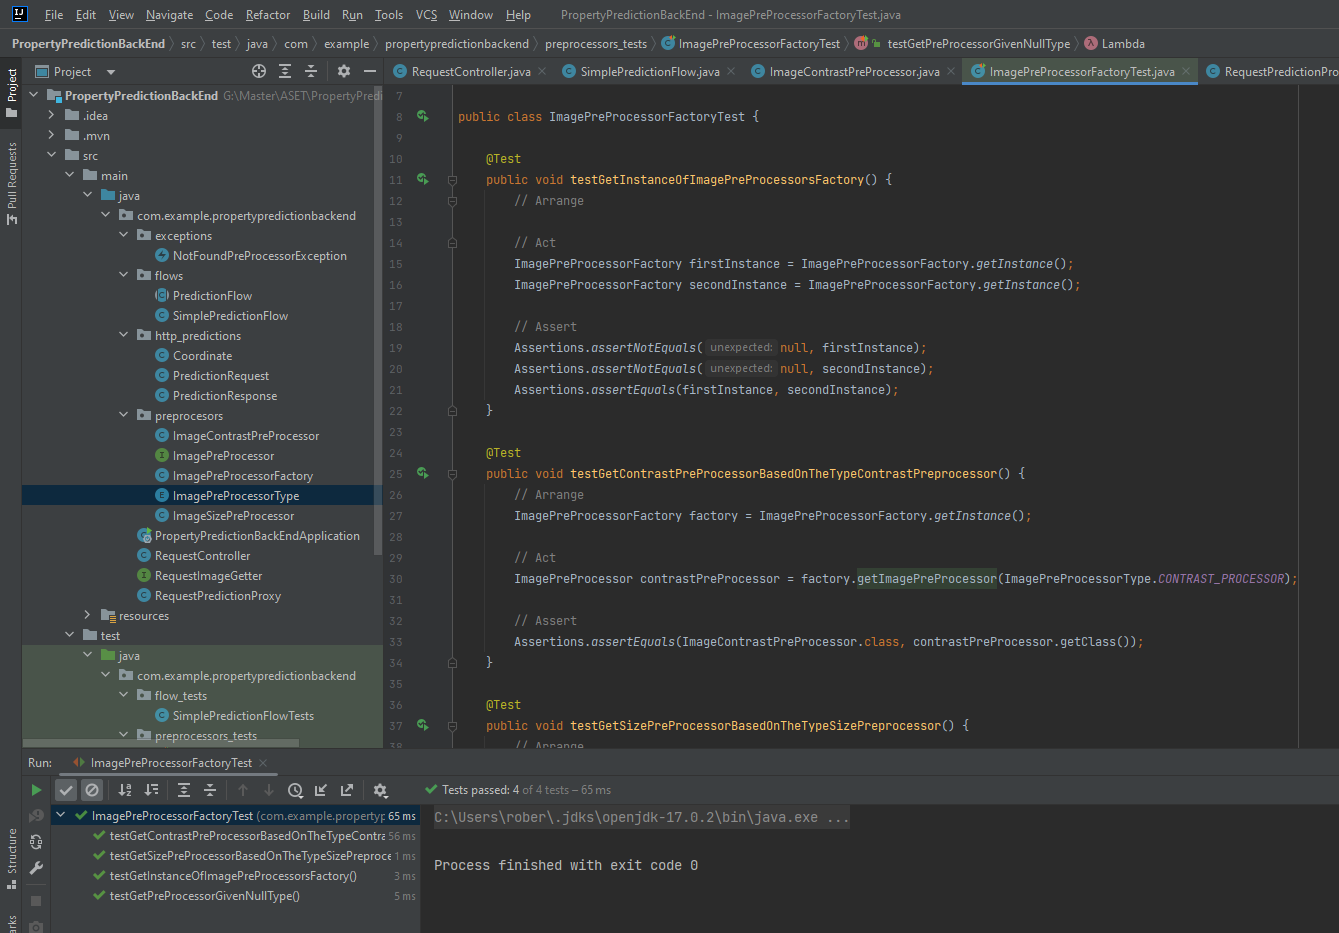 File Edit View Navigate Code Refactor Build Run Tools VCS Window Help PropertyPredictionBackEnd - ImagePreProcessorFactoryTest.java
PropertyPredictionBackEnd src test java com example propertypredictionbackend preprocessors_tests ImagePreProcessorFactoryTest testGetPreProcessorGivenNullType Lambda
Project
Pull Requests
Structure
Project
RequestController.java SimplePredictionFlow.java ImageContrastPreProcessor.java ImagePreProcessorFactoryTest.java RequestPredictionPro
PropertyPredictionBackEnd G:\Master\ASET\PropertyPredi
.idea
.mvn
src
main
java
com.example.propertypredictionbackend
exceptions
NotFoundPreProcessorException
flows
PredictionFlow
SimplePredictionFlow
http_predictions
Coordinate
PredictionRequest
PredictionResponse
preprocesors
ImageContrastPreProcessor
ImagePreProcessor
ImagePreProcessorFactory
ImagePreProcessorType
ImageSizePreProcessor
PropertyPredictionBackEndApplication
RequestController
RequestImageGetter
RequestPredictionProxy
resources
test
java
com.example.propertypredictionbackend
flow_tests
SimplePredictionFlowTests
preprocessors_tests
7
8 public class ImagePreProcessorFactoryTest {
9
10 @Test
11 public void testGetInstanceOfImagePreProcessorsFactory() {
12 // Arrange
13
14 // Act
15 ImagePreProcessorFactory firstInstance = ImagePreProcessorFactory.getInstance();
16 ImagePreProcessorFactory secondInstance = ImagePreProcessorFactory.getInstance();
17
18 // Assert
19 Assertions.assertNotEquals( unexpected: null, firstInstance);
20 Assertions.assertNotEquals( unexpected: null, secondInstance);
21 Assertions.assertEquals(firstInstance, secondInstance);
22 }
23
24 @Test
25 public void testGetContrastPreProcessorBasedOnTheTypeContrastPreprocessor() {
26 // Arrange
27 ImagePreProcessorFactory factory = ImagePreProcessorFactory.getInstance();
28
29 // Act
30 ImagePreProcessor contrastPreProcessor = factory.getImagePreProcessor(ImagePreProcessorType.CONTRAST_PROCESSOR);
31
32 // Assert
33 Assertions.assertEquals(ImageContrastPreProcessor.class, contrastPreProcessor.getClass());
34 }
35
36 @Test
37 public void testGetSizePreProcessorBasedOnTheTypeSizePreprocessor() {
38 // Arrange
Run: ImagePreProcessorFactoryTest
Tests passed: 4 of 4 tests – 65 ms
ImagePreProcessorFactoryTest (com.example.property 65 ms
testGetContrastPreProcessorBasedOnTheTypeContra 56 ms
testGetSizePreProcessorBasedOnTheTypeSizePreproce 1 ms
testGetInstanceOfImagePreProcessorsFactory() 3 ms
testGetPreProcessorGivenNullType() 5 ms
C:\Users\rober\.jdks\openjdk-17.0.2\bin\java.exe ...
Process finished with exit code 0